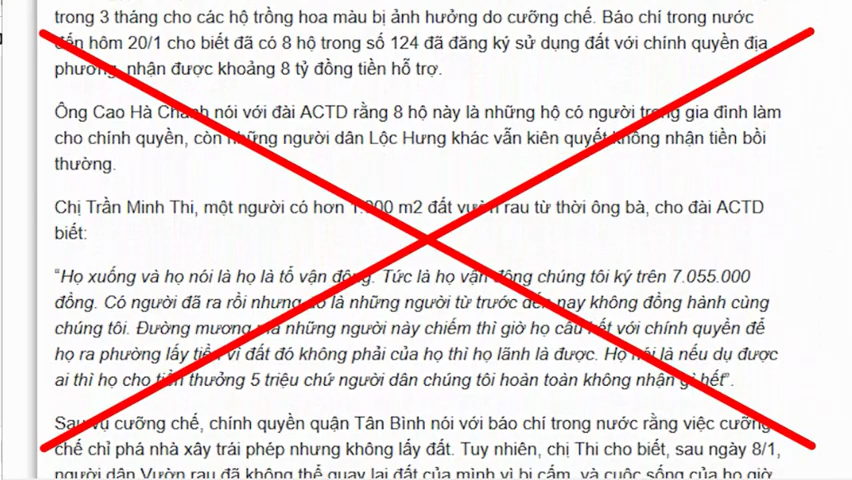 trong 3 tháng cho các hộ trồng hoa màu bị ảnh hưởng do cưỡng chế. Báo chí trong nước
đến hôm 20/1 cho biết đã có 8 hộ trong số 124 đã đăng ký sử dụng đất với chính quyền địa
phương, nhận được khoảng 8 tỷ đồng tiền hỗ trợ.
Ông Cao Hà Chánh nói với đài ACTD rằng 8 hộ này là những hộ có người trong gia đình làm
cho chính quyền, còn những người dân Lộc Hưng khác vẫn kiên quyết không nhận tiền bồi
thường.
Chị Trần Minh Thi, một người có hơn 1.000 m2 đất vườn rau từ thời ông bà, cho đài ACTD
biết:
“Họ xuống và họ nói là họ là tổ vận động. Tức là họ vận động chúng tôi ký trên 7.055.000
đồng. Có người đã ra rồi nhưng đó là những người từ trước đến nay không đồng hành cùng
chúng tôi. Đường mương mà những người này chiếm thì giờ họ cấu kết với chính quyền để
họ ra phường lấy tiền vì đất đó không phải của họ thì họ lãnh là được. Họ nói là nếu dụ được
ai thì họ cho tiền thưởng 5 triệu chứ người dân chúng tôi hoàn toàn không nhận gì hết”.
Sau vụ cưỡng chế, chính quyền quận Tân Bình nói với báo chí trong nước rằng việc cưỡng
chế chỉ phá nhà xây trái phép nhưng không lấy đất. Tuy nhiên, chị Thi cho biết, sau ngày 8/1,
người dân Vườn rau đã không thể quay lại đất của mình vì bị cấm, và cuộc sống của họ giờ